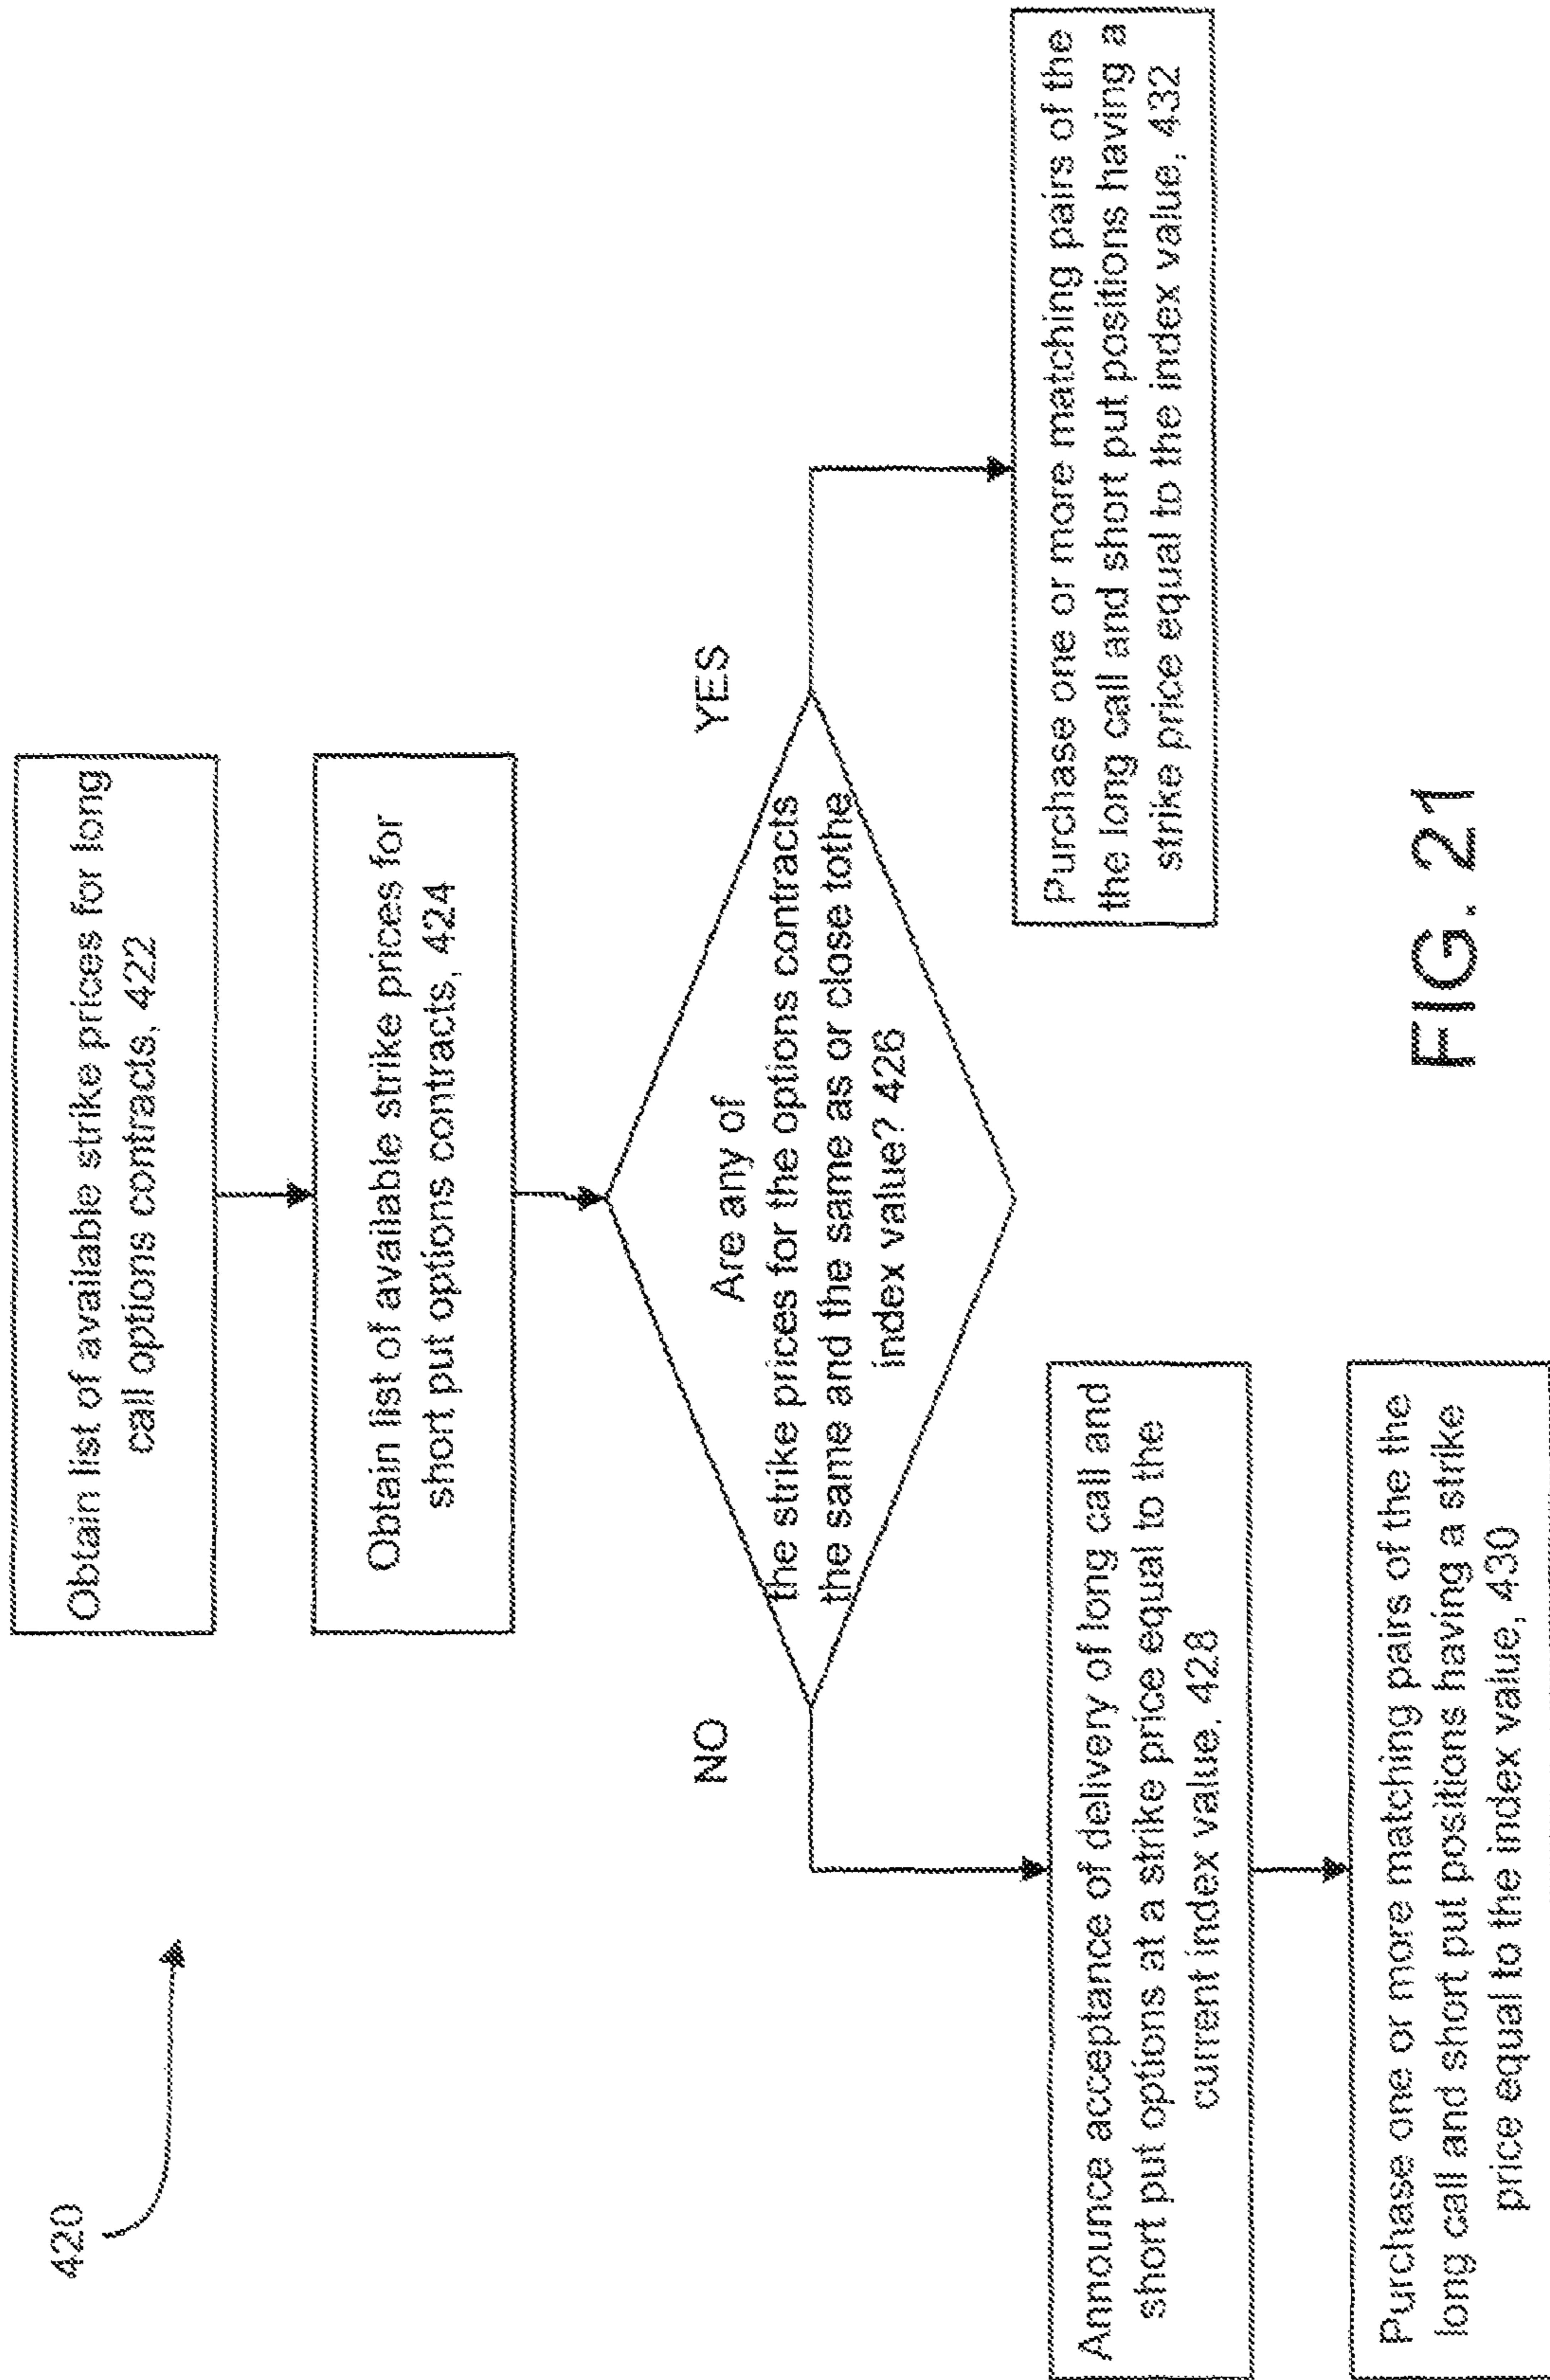 420
Obtain list of available strike prices for long
call options contracts, 422
Obtain list of available strike prices for
short put options contracts, 424
Are any of
the strike prices for the options contracts
the same and the same as or close tothe
index value? 426
NO
YES
Announce acceptance of delivery of long call and
short put options at a strike price equal to the
current index value, 428
Purchase one or more matching pairs of the
the long call and short put positions having a
strike price equal to the index value, 432
Purchase one or more matching pairs of the the
long call and short put positions having a strike
price equal to the index value, 430
FIG. 21